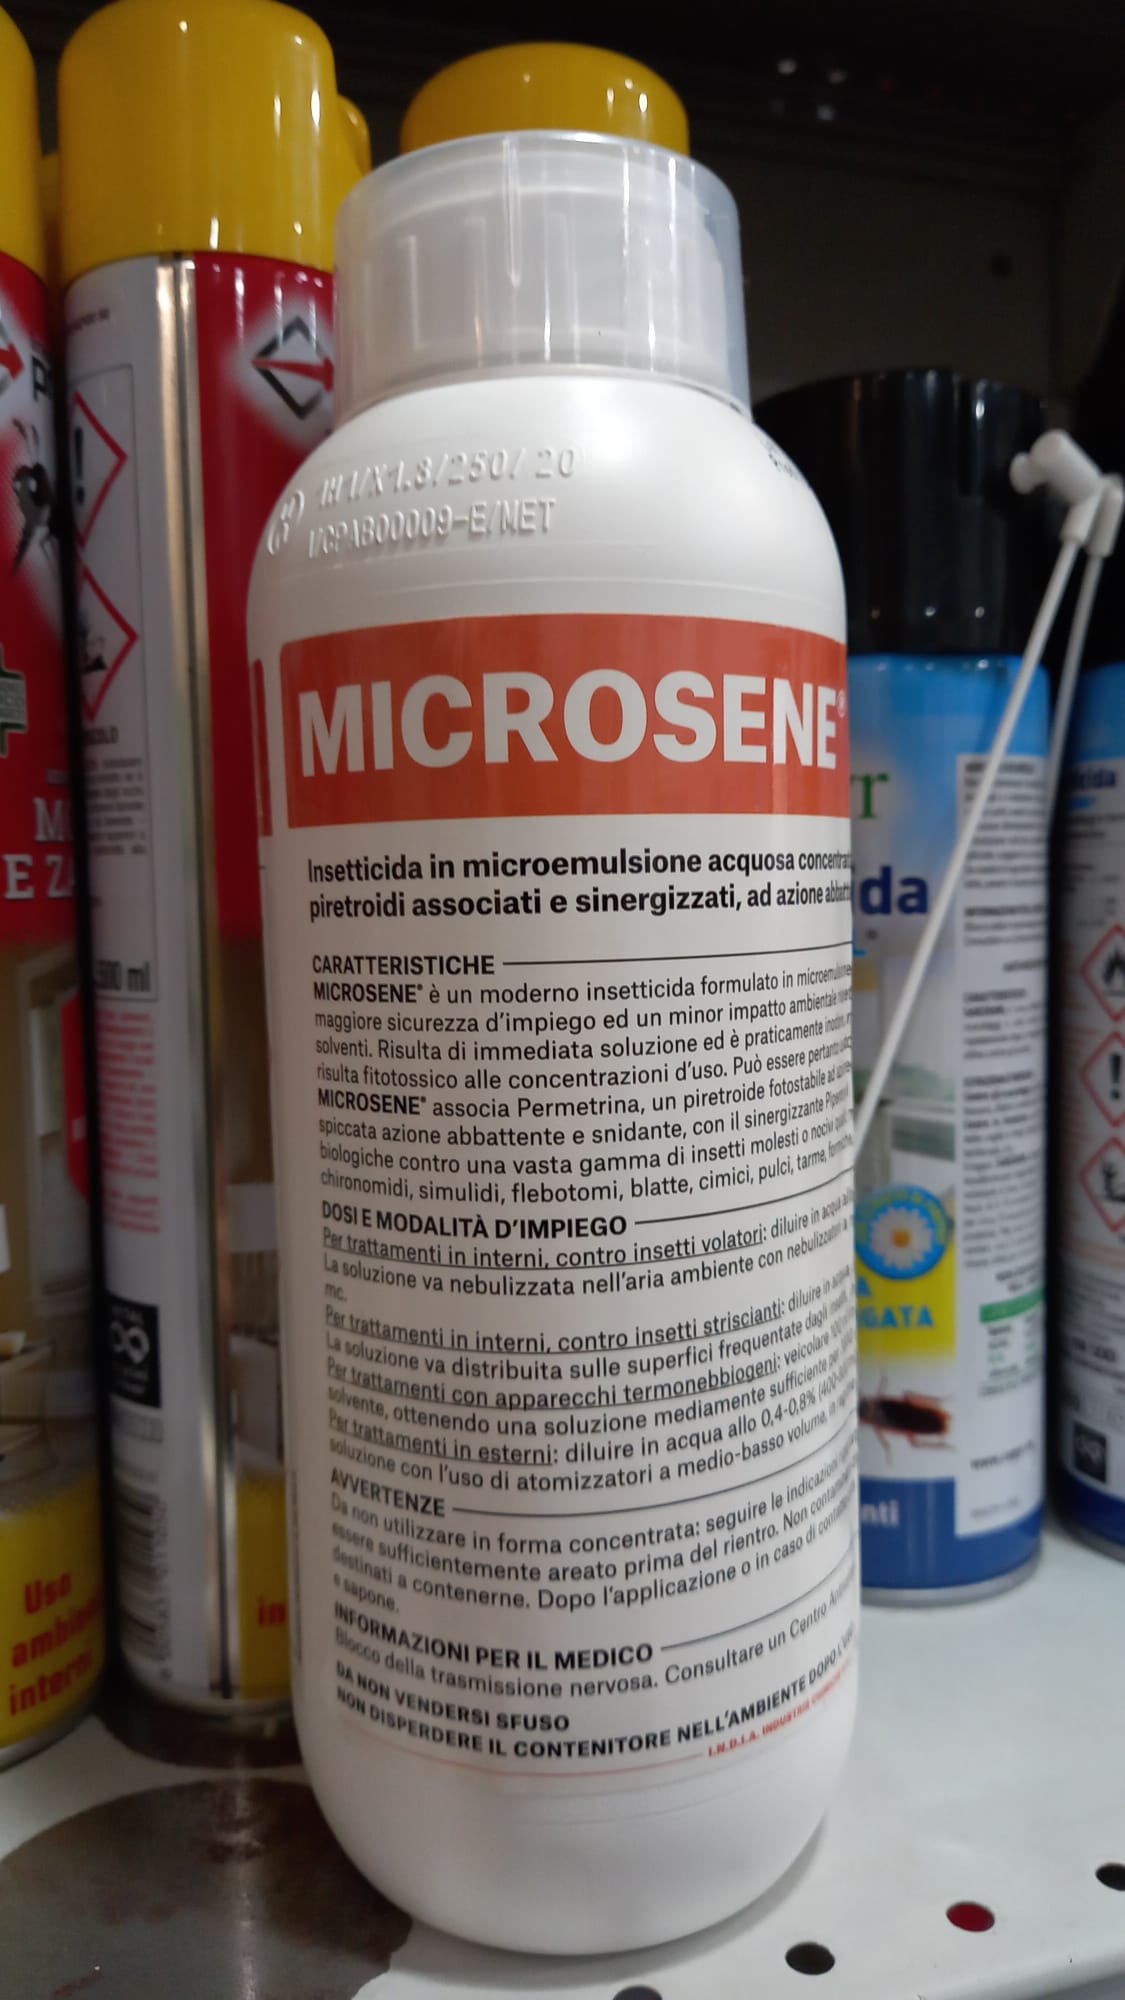 1H1/X1.8/250/ 20
I/CPAB00009-E/MET
MICROSENE®
Insetticida in microemulsione acquosa
piretroidi associati e sinergizzati, ad azione
CARATTERISTICHE
MICROSENE® è un moderno insetticida formulato in
maggiore sicurezza d'impiego ed un minor impatto ambientale
solventi. Risulta di immediata soluzione ed è praticamente
risulta fitotossico alle concentrazioni d'uso. Può essere pertanto
MICROSENE® associa Permetrina, un piretroide fotostabile ad
spiccata azione abbattente e snidante, con il sinergizzante
biologiche contro una vasta gamma di insetti molesti o nocivi
chironomidi, simulidi, flebotomi, blatte, cimici, pulci, tarme,
DOSI E MODALITÀ D'IMPIEGO
Per trattamenti in interni, contro insetti volatori: diluire in acqua
La soluzione va nebulizzata nell'aria ambiente con
mc.
Per trattamenti in interni, contro insetti striscianti: diluire in acqua
La soluzione va distribuita sulle superfici frequentate dagli
Per trattamenti con apparecchi termonebbiogeni: veicolare
solvente, ottenendo una soluzione mediamente sufficiente per
Per trattamenti in esterni: diluire in acqua allo 0,4-0,8%
soluzione con l'uso di atomizzatori a medio-basso volume,
AVVERTENZE
Da non utilizzare in forma concentrata: seguire le indicazioni
essere sufficientemente areato prima del rientro. Non
destinati a contenerne. Dopo l'applicazione o in caso di
e sapone.
INFORMAZIONI PER IL MEDICO
Blocco della trasmissione nervosa. Consultare un Centro
DA NON VENDERSI SFUSO
NON DISPERDERE IL CONTENITORE NELL'AMBIENTE DOPO L'USO
I.N.D.I.A. INDUSTRIE
500 ml
E
Uso
in